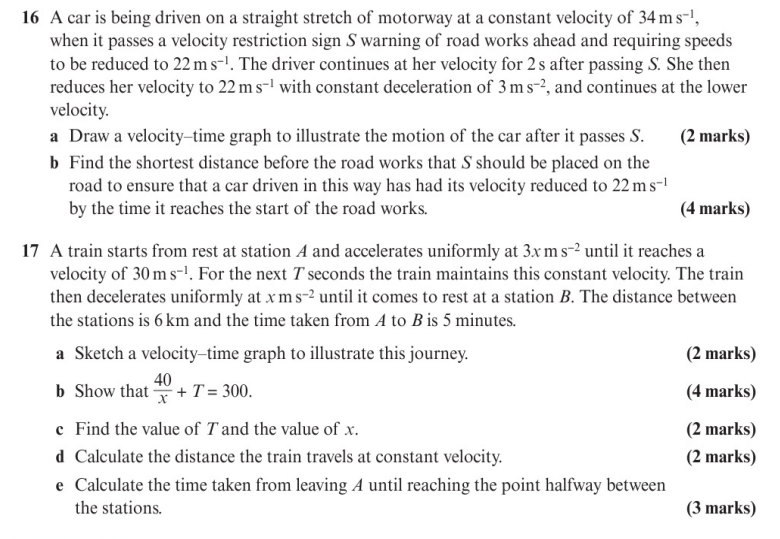 16 A car is being driven on a straight stretch of motorway at a constant velocity of 34 m s⁻¹,
when it passes a velocity restriction sign S warning of road works ahead and requiring speeds
to be reduced to 22 m s⁻¹. The driver continues at her velocity for 2 s after passing S. She then
reduces her velocity to 22 m s⁻¹ with constant deceleration of 3 m s⁻², and continues at the lower
velocity.
a Draw a velocity–time graph to illustrate the motion of the car after it passes S. (2 marks)
b Find the shortest distance before the road works that S should be placed on the
road to ensure that a car driven in this way has had its velocity reduced to 22 m s⁻¹
by the time it reaches the start of the road works. (4 marks)
17 A train starts from rest at station A and accelerates uniformly at 3x m s⁻² until it reaches a
velocity of 30 m s⁻¹. For the next T seconds the train maintains this constant velocity. The train
then decelerates uniformly at x m s⁻² until it comes to rest at a station B. The distance between
the stations is 6 km and the time taken from A to B is 5 minutes.
a Sketch a velocity–time graph to illustrate this journey. (2 marks)
b Show that 40/x + T = 300. (4 marks)
c Find the value of T and the value of x. (2 marks)
d Calculate the distance the train travels at constant velocity. (2 marks)
e Calculate the time taken from leaving A until reaching the point halfway between
the stations. (3 marks)